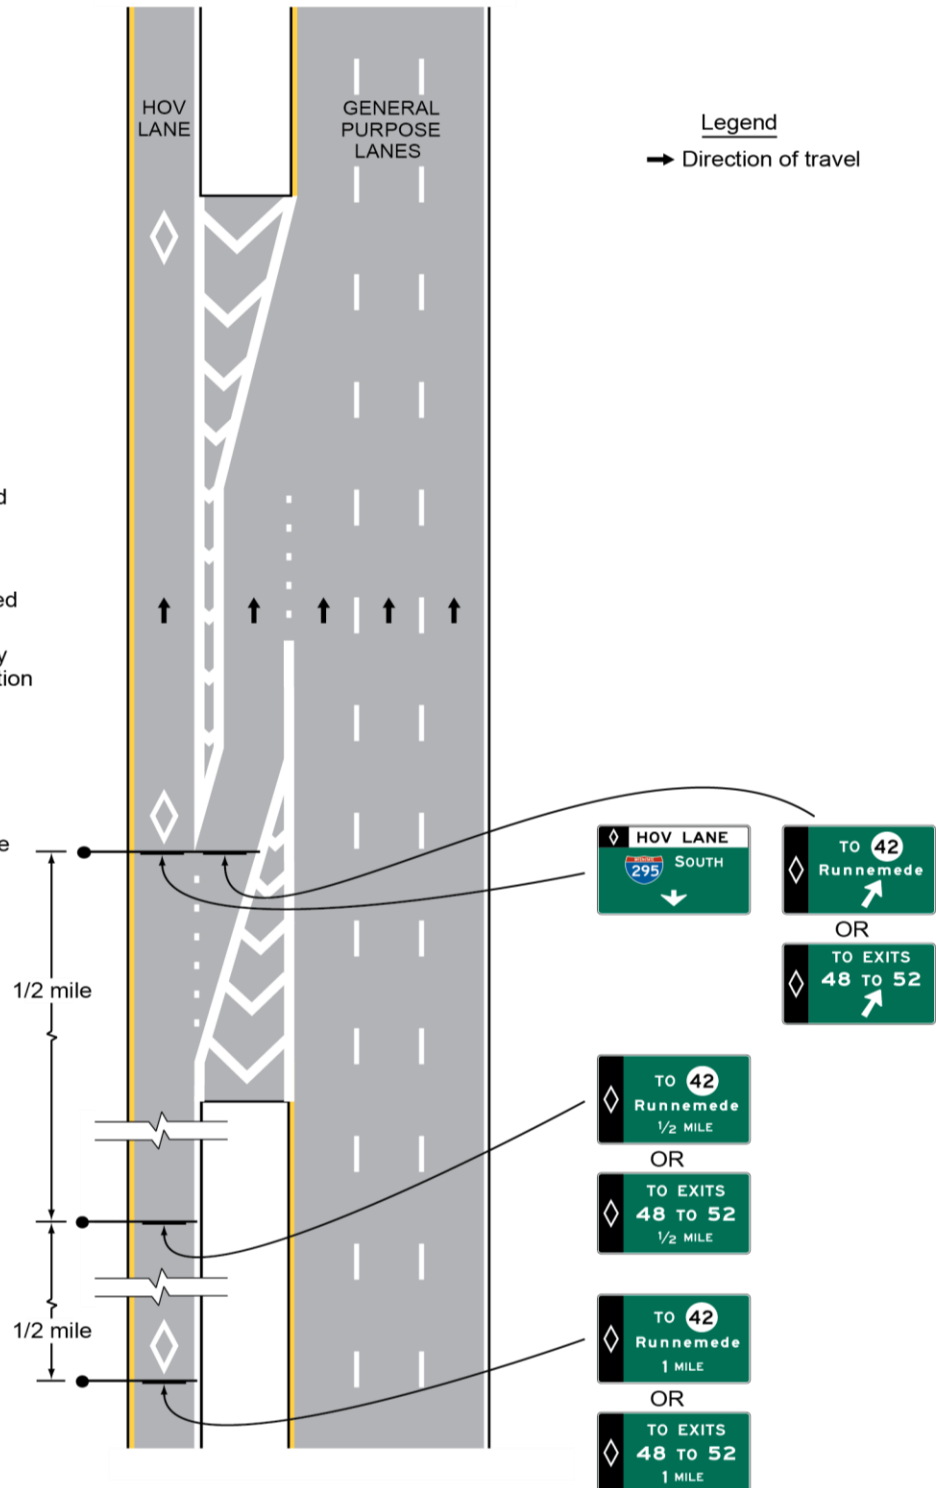 HOV
LANE
GENERAL
PURPOSE
LANES
Legend
Direction of travel
d
ed
y
tion
e
HOV LANE
295
SOUTH
TO 42
Runnemede
OR
TO EXITS
48 TO 52
1/2 mile
TO 42
Runnemede
1/2 MILE
OR
TO EXITS
48 TO 52
1/2 MILE
1/2 mile
TO 42
Runnemede
1 MILE
OR
TO EXITS
48 TO 52
1 MILE